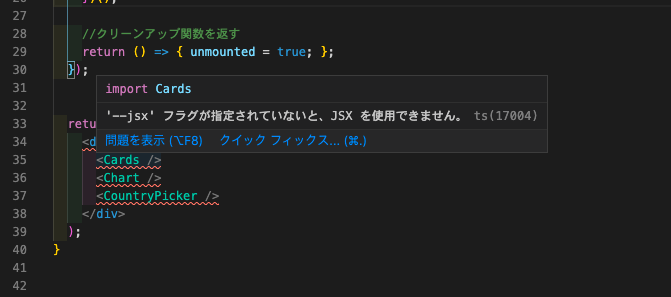 27
28 //クリーンアップ関数を返す
29 return () => { unmounted = true; };
30 });
31 import Cards
32 '--jsx' フラグが指定されていないと、JSX を使用できません。 ts(17004)
33 retu
問題を表示 (⌥F8) クイック フィックス... (⌘.)
34 <d
35 <Cards />
36 <Chart />
37 <CountryPicker />
38 </div>
39 );
40 }
41
42